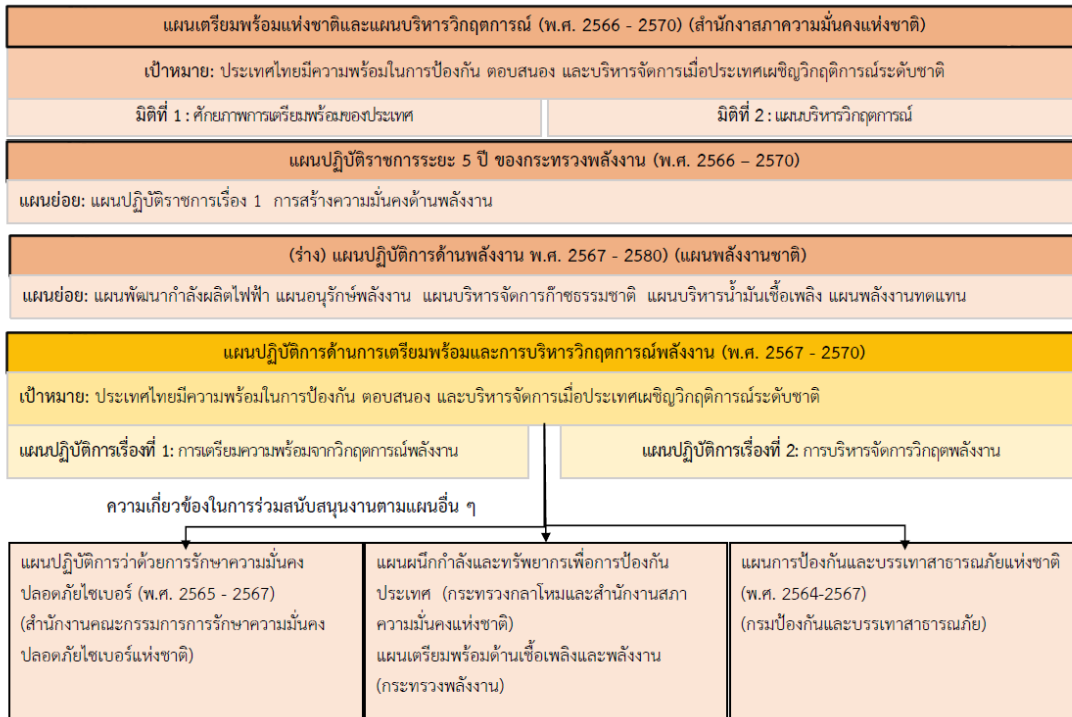 แผนเตรียมพร้อมแห่งชาติและแผนบริหารวิกฤตการณ์ (พ.ศ. 2566 - 2570) (สำนักงาสภาความมั่นคงแห่งชาติ)
เป้าหมาย: ประเทศไทยมีความพร้อมในการป้องกัน ตอบสนอง และบริหารจัดการเมื่อประเทศเผชิญวิกฤติการณ์ระดับชาติ
มิติที่ 1 : ศักยภาพการเตรียมพร้อมของประเทศ
มิติที่ 2 : แผนบริหารวิกฤตการณ์
แผนปฏิบัติราชการระยะ 5 ปี ของกระทรวงพลังงาน (พ.ศ. 2566 – 2570)
แผนย่อย: แผนปฏิบัติราชการเรื่อง 1 การสร้างความมั่นคงด้านพลังงาน
(ร่าง) แผนปฏิบัติการด้านพลังงาน พ.ศ. 2567 - 2580) (แผนพลังงานชาติ)
แผนย่อย: แผนพัฒนากำลังผลิตไฟฟ้า แผนอนุรักษ์พลังงาน แผนบริหารจัดการก๊าซธรรมชาติ แผนบริหารน้ำมันเชื้อเพลิง แผนพลังงานทดแทน
แผนปฏิบัติการด้านการเตรียมพร้อมและการบริหารวิกฤตการณ์พลังงาน (พ.ศ. 2567 - 2570)
เป้าหมาย: ประเทศไทยมีความพร้อมในการป้องกัน ตอบสนอง และบริหารจัดการเมื่อประเทศเผชิญวิกฤติการณ์ระดับชาติ
แผนปฏิบัติการเรื่องที่ 1: การเตรียมความพร้อมจากวิกฤตการณ์พลังงาน
แผนปฏิบัติการเรื่องที่ 2: การบริหารจัดการวิกฤตพลังงาน
ความเกี่ยวข้องในการร่วมสนับสนุนงานตามแผนอื่น ๆ
แผนปฏิบัติการว่าด้วยการรักษาความมั่นคง
ปลอดภัยไซเบอร์ (พ.ศ. 2565 - 2567)
(สำนักงานคณะกรรมการการรักษาความมั่นคง
ปลอดภัยไซเบอร์แห่งชาติ)
แผนผนึกกำลังและทรัพยากรเพื่อการป้องกัน
ประเทศ (กระทรวงกลาโหมและสำนักงานสภา
ความมั่นคงแห่งชาติ)
แผนเตรียมพร้อมด้านเชื้อเพลิงและพลังงาน
(กระทรวงพลังงาน)
แผนการป้องกันและบรรเทาสาธารณภัยแห่งชาติ
(พ.ศ. 2564-2567)
(กรมป้องกันและบรรเทาสาธารณภัย)